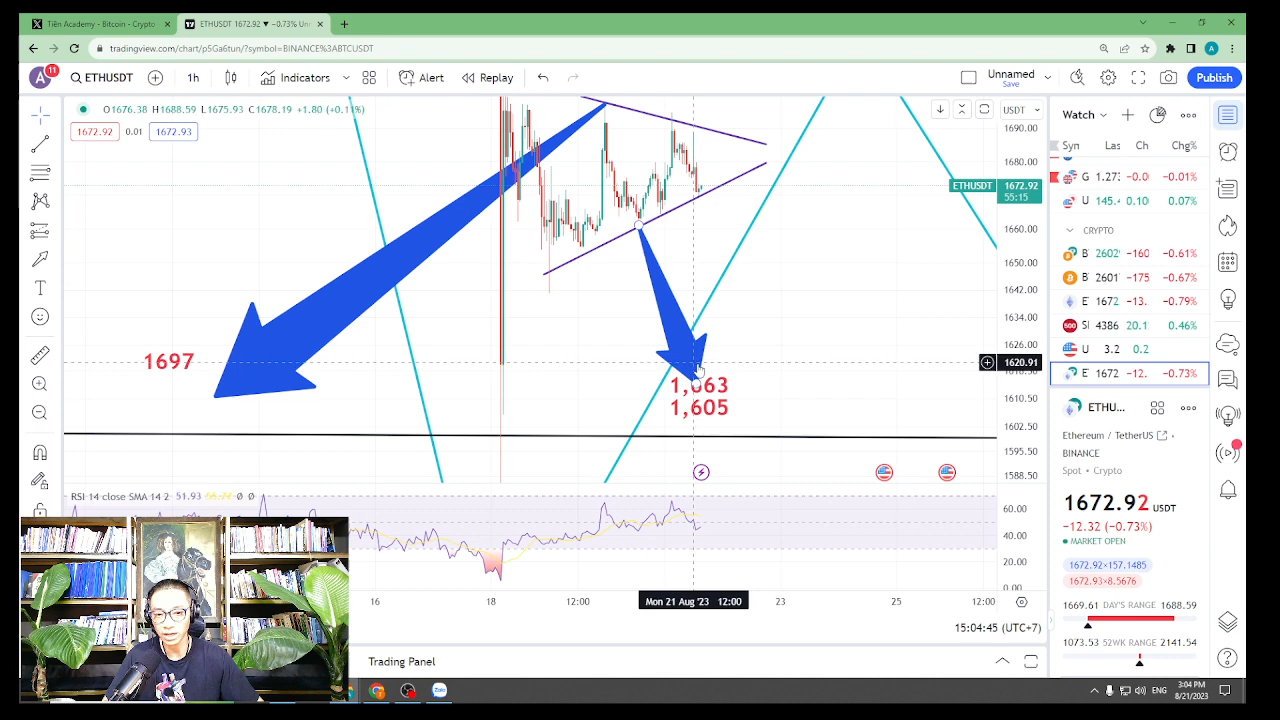 Tiên Academy - Bitcoin - Crypto
ETHUSDT 1672.92 ▼ −0.73% Un
tradingview.com/chart/p5Ga6tun/?symbol=BINANCE%3ABTCUSDT
A
A 11 ETHUSDT 1h Indicators Alert Replay Unnamed Save Publish
O1676.38 H1688.59 L1675.93 C1678.19 +1.80 (+0.11%)
1672.92 0.01 1672.93
USDT
1690.00
1680.00
ETHUSDT 1672.92
55:15
1660.00
1650.00
1642.00
1634.00
1626.00
1620.91
1610.50
1602.50
1595.50
1588.50
1697
1,663
1,605
RSI 14 close SMA 14 2 51.93 Ø Ø
60.00
40.00
20.00
0.00
16 18 12:00 Mon 21 Aug '23 12:00 23 25 12:00
15:04:45 (UTC+7)
Trading Panel
Watch
Syn Las Ch Chg%
G 1.27 −0.0 −0.01%
U 145.4 0.10 0.07%
CRYPTO
B 2602 −160 −0.61%
B 2601 −175 −0.67%
E 1672 −13. −0.79%
500 S 4386 20.1 0.46%
U 3.2 0.2
E 1672 −12. −0.73%
ETHU...
Ethereum / TetherUS
BINANCE
Spot • Crypto
1672.92 USDT
−12.32 (−0.73%)
MARKET OPEN
1672.92×157.1485
1672.93×8.5676
1669.61 DAY'S RANGE 1688.59
1073.53 52WK RANGE 2141.54
Zalo
ENG
3:04 PM
8/21/2023